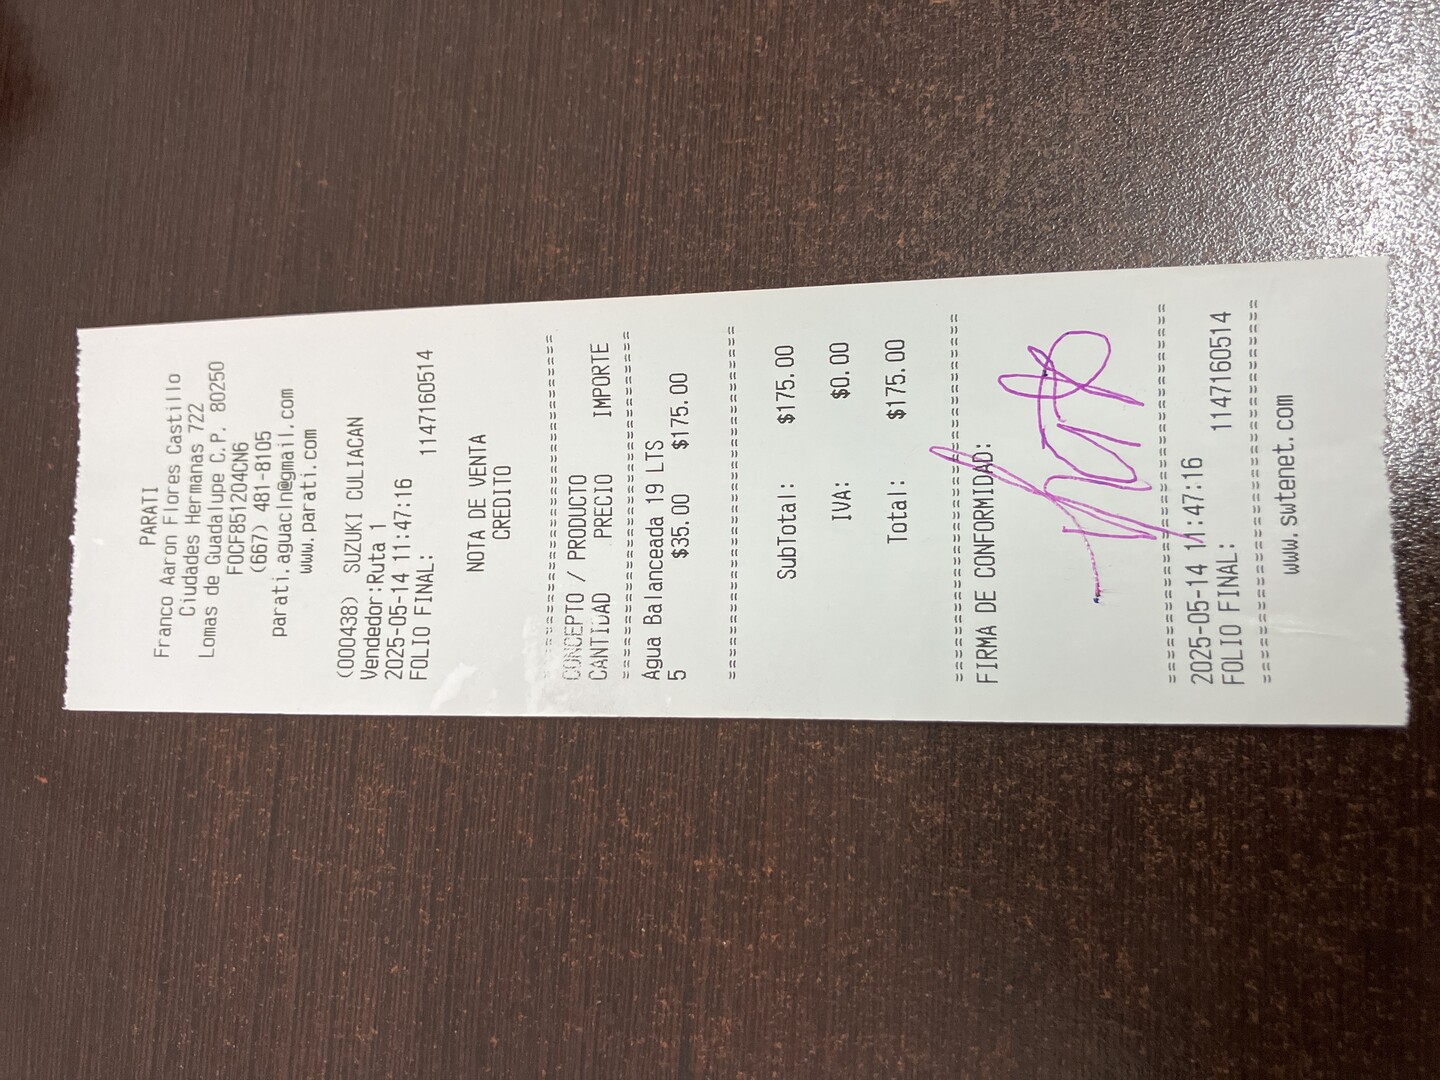 PARATI
Franco Aaron Flores Castillo
Ciudades Hermanas 722
Lomas de Guadalupe C.P. 80250
FOCF851204CN6
(667) 481-8105
parati.aguacln@gmail.com
www.parati.com
(000438) SUZUKI CULIACAN
Vendedor:Ruta 1
2025-05-14 11:47:16
FOLIO FINAL: 1147160514
NOTA DE VENTA
CREDITO
==============================
CONCEPTO / PRODUCTO
CANTIDAD PRECIO IMPORTE
==============================
Agua Balanceada 19 LTS
5 $35.00 $175.00
==============================
SubTotal: $175.00
IVA: $0.00
Total: $175.00
==============================
FIRMA DE CONFORMIDAD:
==============================
2025-05-14 11:47:16
FOLIO FINAL: 1147160514
==============================
www.swtenet.com